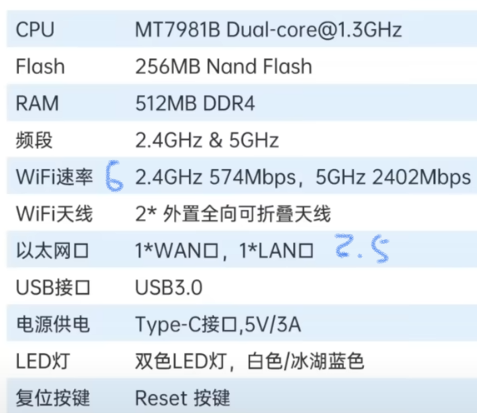 CPU MT7981B Dual-core@1.3GHz
Flash 256MB Nand Flash
RAM 512MB DDR4
频段 2.4GHz & 5GHz
WiFi速率 6 2.4GHz 574Mbps，5GHz 2402Mbps
WiFi天线 2* 外置全向可折叠天线
以太网口 1*WAN口，1*LAN口 2.5
USB接口 USB3.0
电源供电 Type-C接口,5V/3A
LED灯 双色LED灯，白色/冰湖蓝色
复位按键 Reset 按键